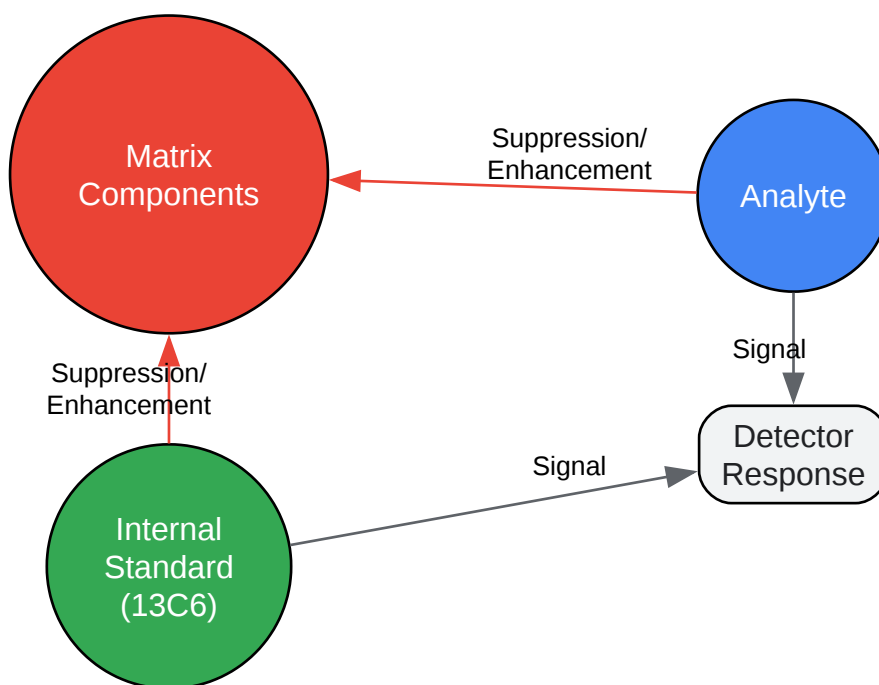 Matrix
Components
Suppression/
Enhancement
Analyte
Suppression/
Enhancement
Signal
Detector
Response
Signal
Internal
Standard
(13C6)